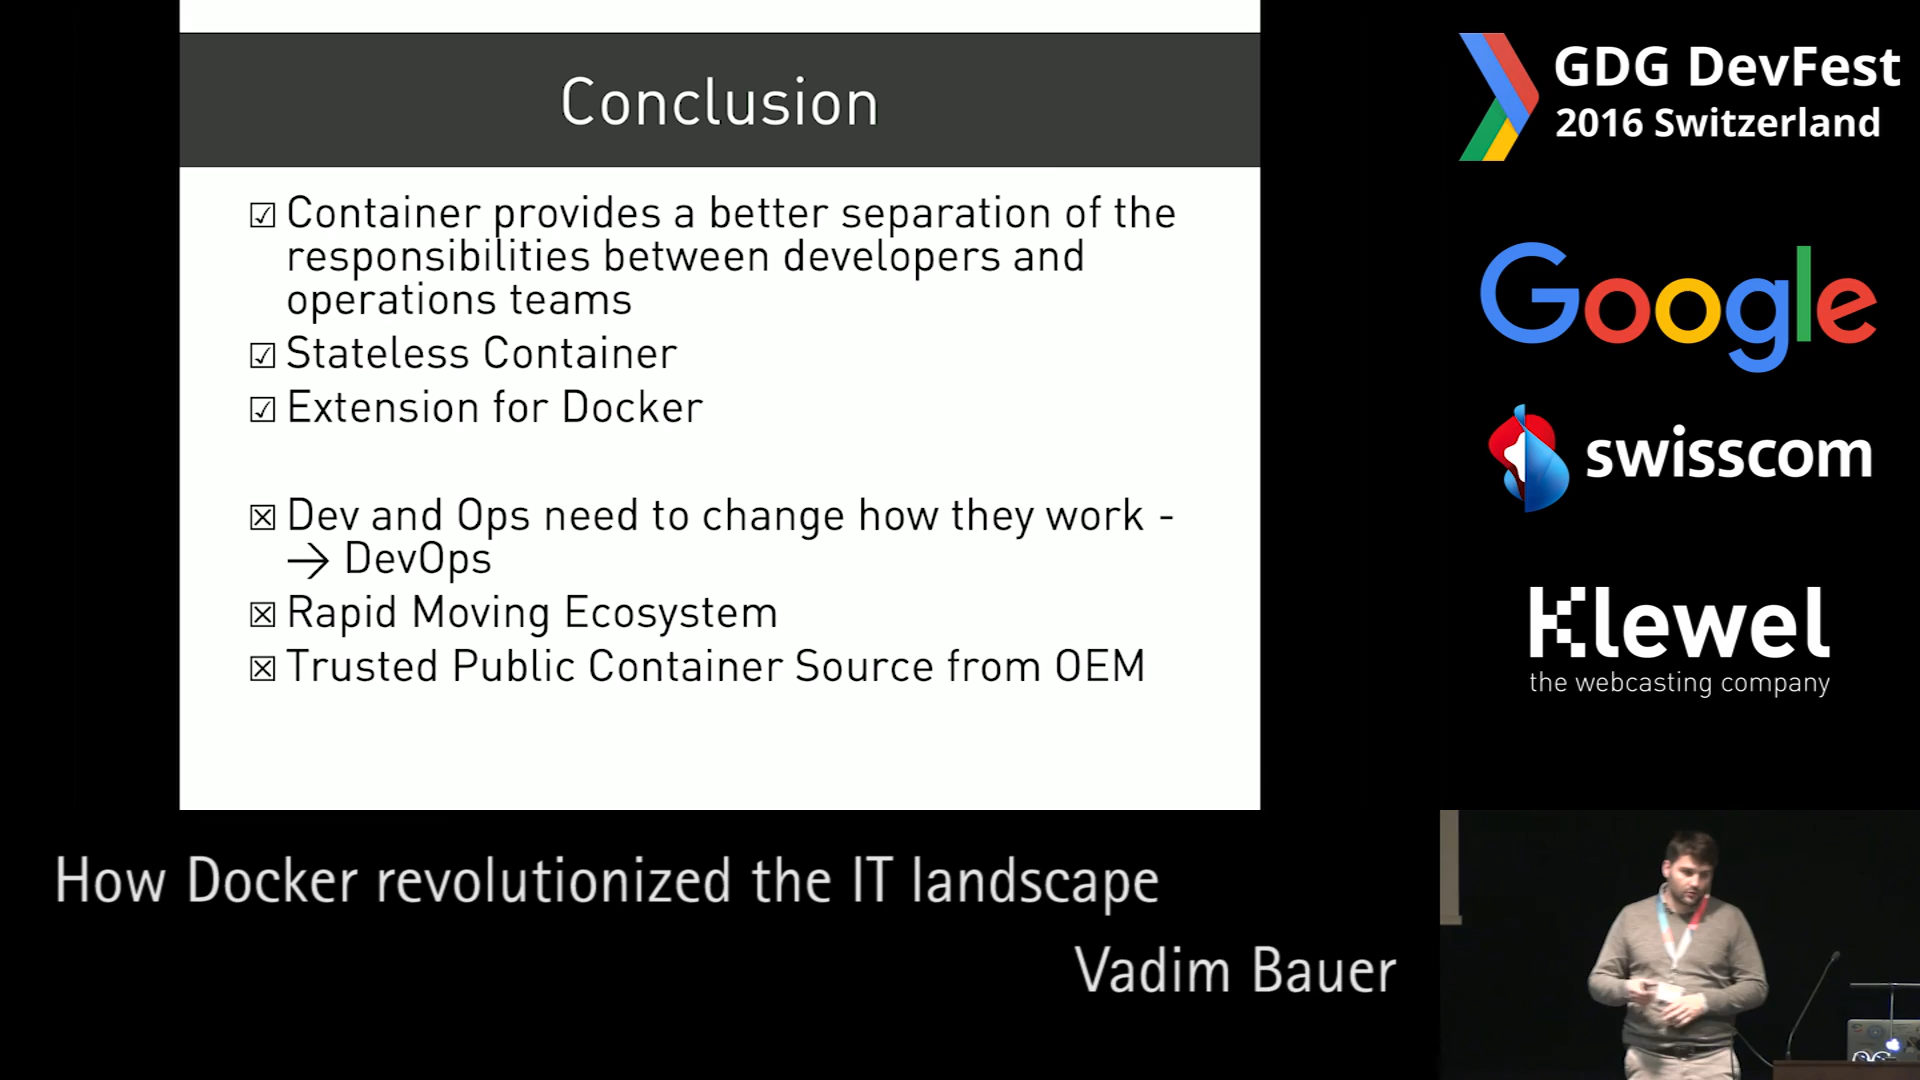 Conclusion
☑ Container provides a better separation of the
responsibilities between developers and
operations teams
☑ Stateless Container
☑ Extension for Docker
☒ Dev and Ops need to change how they work -
→ DevOps
☒ Rapid Moving Ecosystem
☒ Trusted Public Container Source from OEM
GDG DevFest
2016 Switzerland
Google
swisscom
Klewel
the webcasting company
How Docker revolutionized the IT landscape
Vadim Bauer